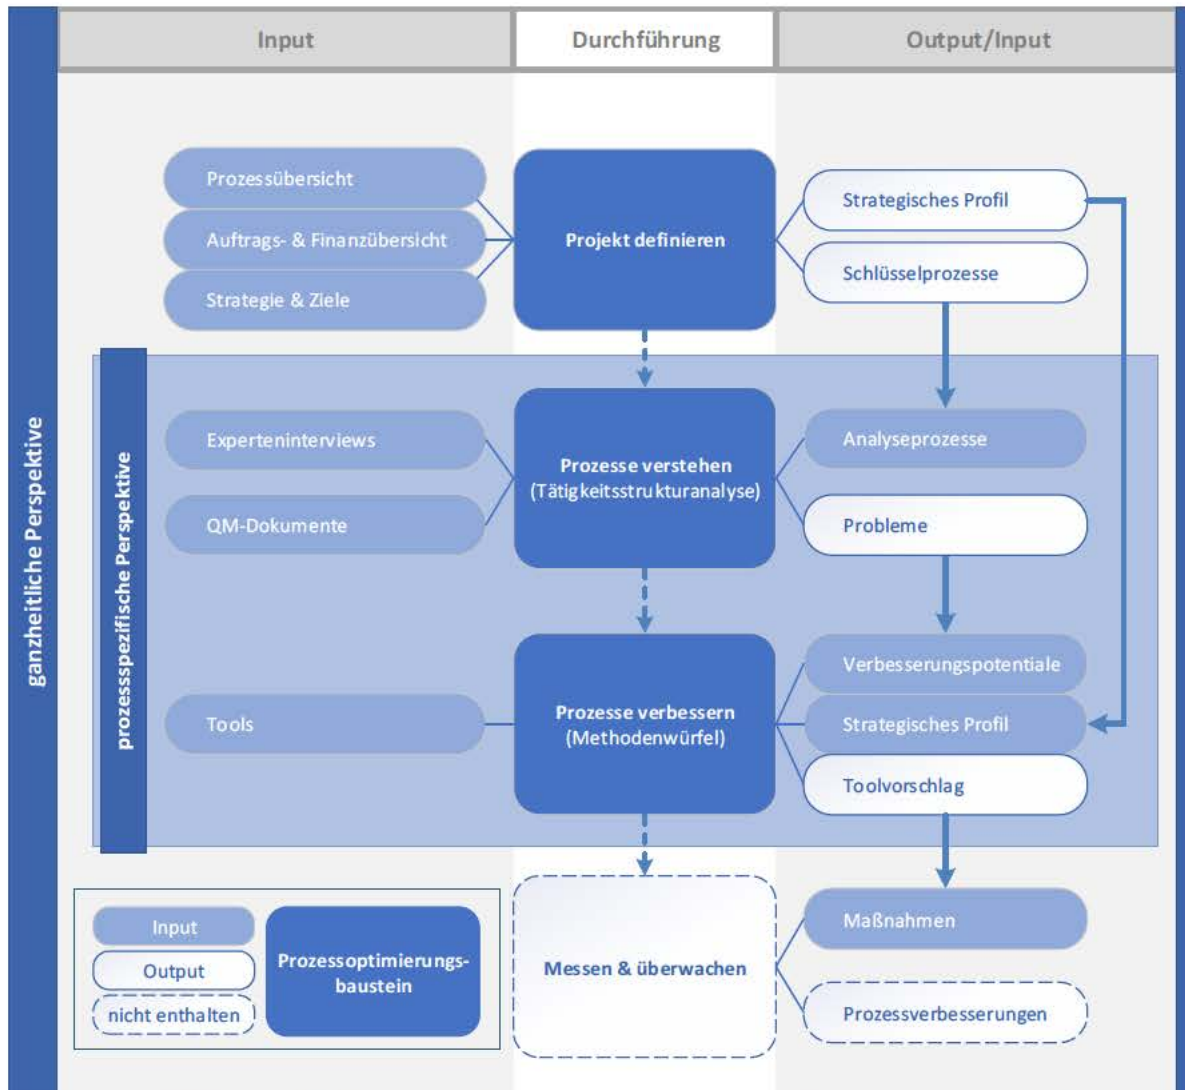 Input
Durchführung
Output/Input
ganzheitliche Perspektive
Prozessübersicht
Auftrags- & Finanzübersicht
Strategie & Ziele
Projekt definieren
Strategisches Profil
Schlüsselprozesse
prozessspezifische Perspektive
Experteninterviews
QM-Dokumente
Prozesse verstehen
(Tätigkeitsstrukturanalyse)
Analyseprozesse
Probleme
Tools
Prozesse verbessern
(Methodenwürfel)
Verbesserungspotentiale
Strategisches Profil
Toolvorschlag
Input
Output
nicht enthalten
Prozessoptimierungs-
baustein
Messen & überwachen
Maßnahmen
Prozessverbesserungen